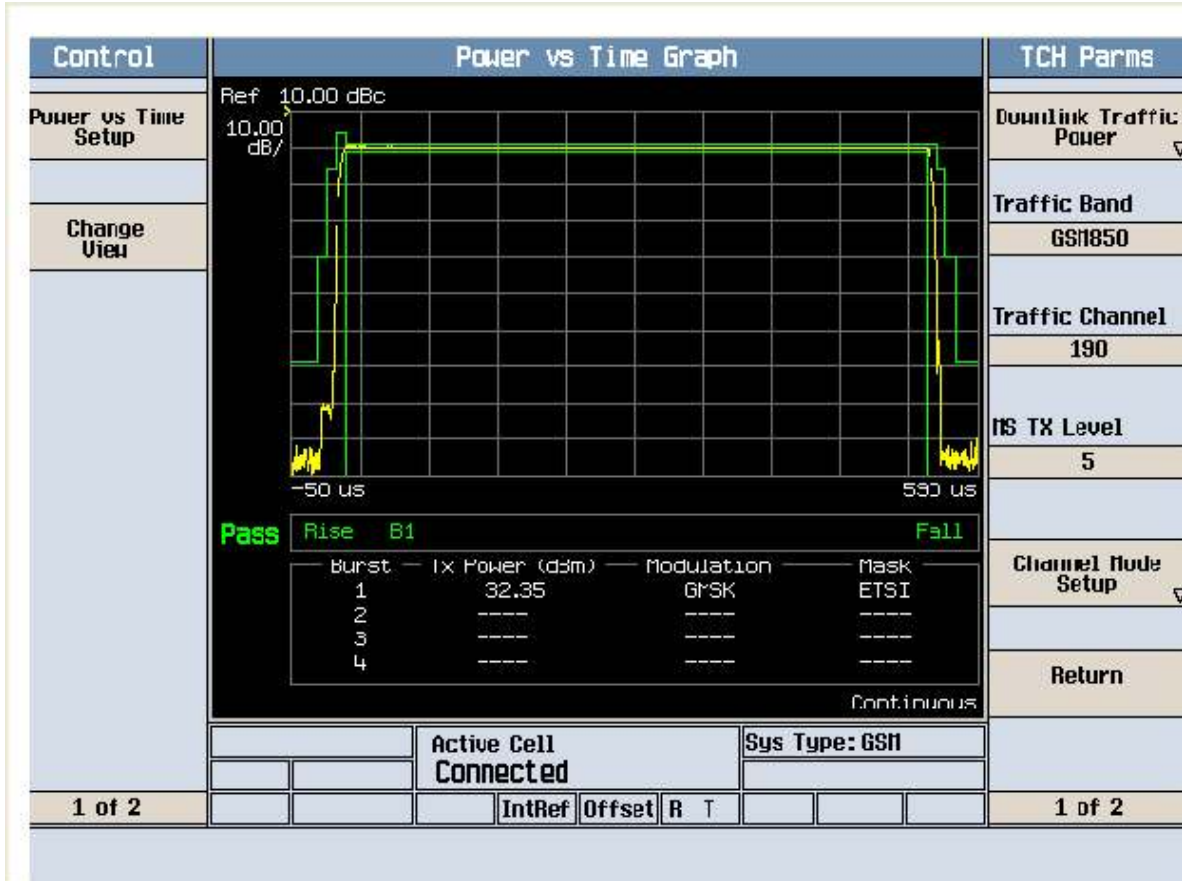 Control
Power vs Time Graph
TCH Parms
Power vs Time
Setup
Change
View
1 of 2
Ref 10.00 dBc
10.00
dB/
-50 us
590 us
Pass
Rise B1 Fall
Burst Tx Power (dBm) Modulation Mask
1 32.35 GMSK ETSI
2 ---- ---- ----
3 ---- ---- ----
4 ---- ---- ----
Continuous
Active Cell
Connected
Sys Type: GSM
IntRef Offset R T
Downlink Traffic
Power
Traffic Band
GSM850
Traffic Channel
190
MS TX Level
5
Channel Mode
Setup
Return
1 of 2